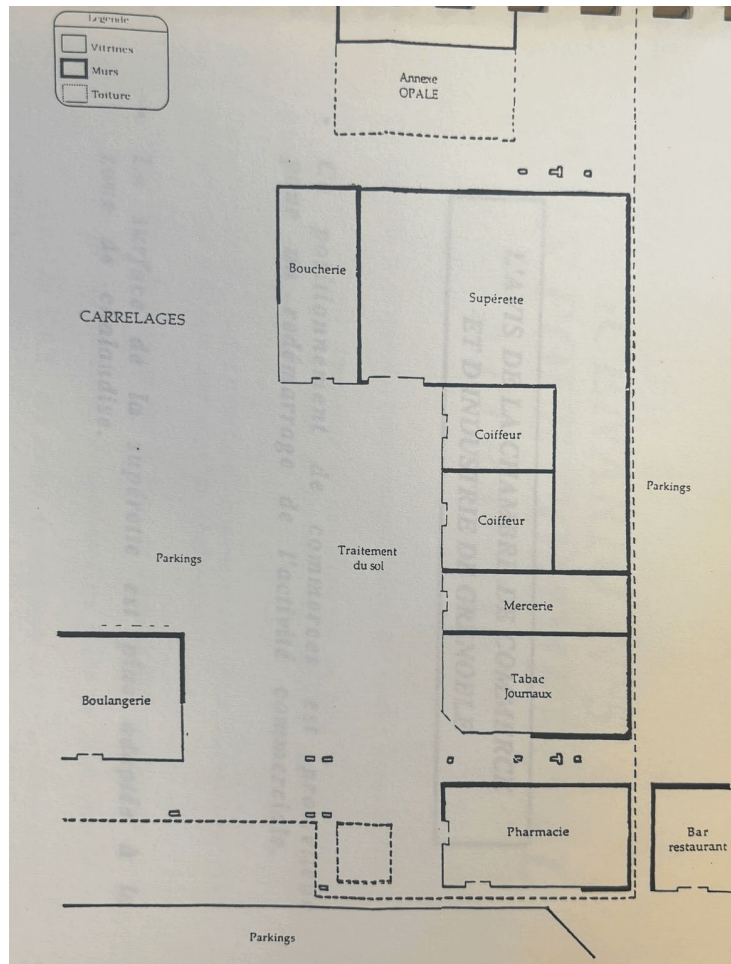 Legende
Vitrines
Murs
Toiture
Annexe
OPALE
Boucherie
Supérette
CARRELAGES
Coiffeur
Coiffeur
Parkings
Traitement
du sol
Parkings
Mercerie
Tabac
Journaux
Boulangerie
Pharmacie
Bar
restaurant
Parkings